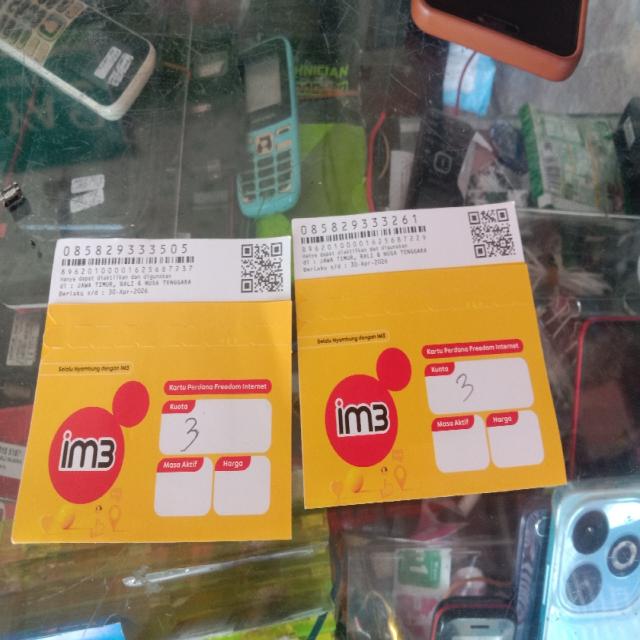 NICIAN
085829333505
8962010000162568 7237
Hanya dapat diaktifkan dan digunakan
di : JAWA TIMUR, BALI & NUSA TENGGARA
Berlaku s/d : 30-Apr-2026
Selalu Nyambung dengan IM3
Kartu Perdana Freedom Internet
Kuota
3
im3
Masa Aktif
Harga
085829333261
Hanya dapat diaktifkan dan digunakan
di : JAWA TIMUR, BALI & NUSA TENGGARA
Berlaku s/d : 30-Apr-2026
Selalu Nyambung dengan IM3
Kartu Perdana Freedom Internet
Kuota
3
im3
Masa Aktif
Harga